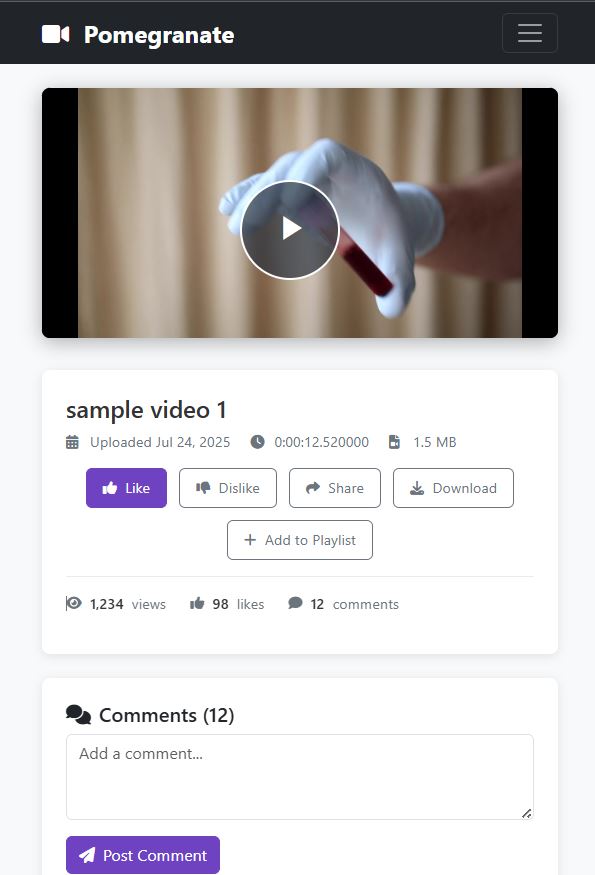 Pomegranate
sample video 1
Uploaded Jul 24, 2025 0:00:12.520000 1.5 MB
Like Dislike Share Download
Add to Playlist
1,234 views 98 likes 12 comments
Comments (12)
Add a comment...
Post Comment